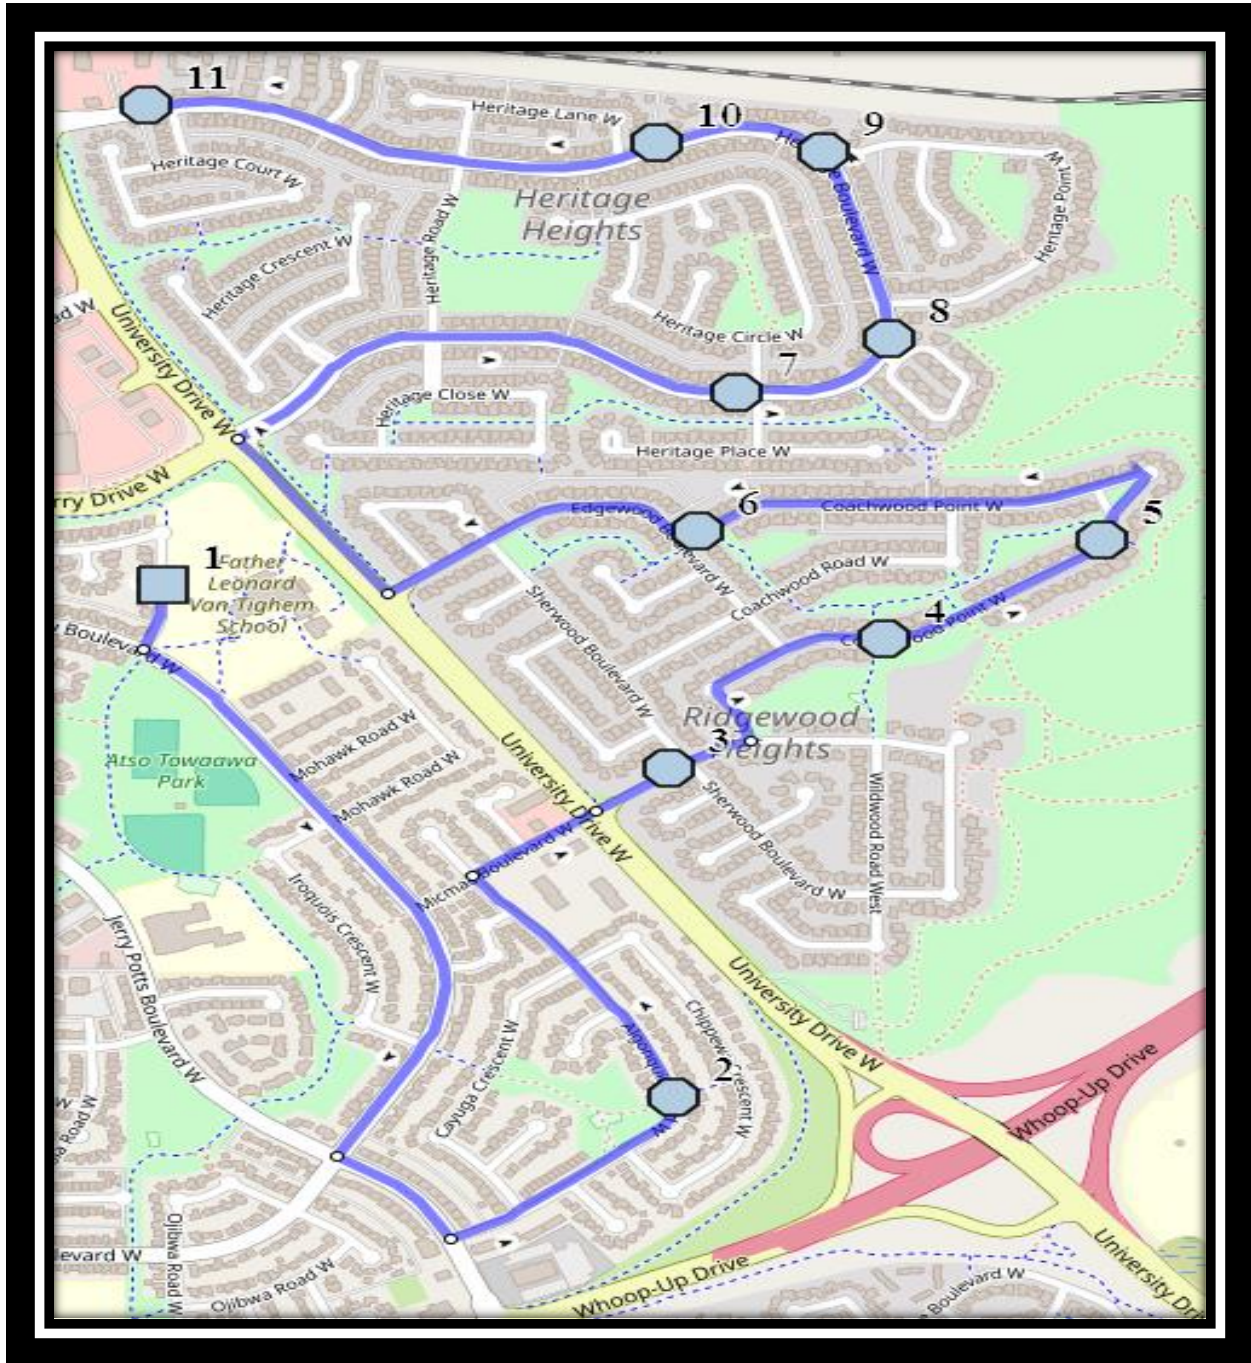 11
10
9
Heritage Lane W
Heritage Court W
Heritage
Heights
Heritage Point W
Boulevard W
Heritage Road W
Heritage Crescent W
8
University Drive W
Heritage Circle W
7
Heritage Close W
Heritage Place W
rry Drive W
6
5
Edgewood Boulevard W
Coachwood Point W
1
Father
Leonard
Van Tighem
School
Coachwood Road W
Sherwood Boulevard W
4
Boulevard W
Ridgewood
Heights
3
Mohawk Road W
Atso Towaawa
Park
Mohawk Road W
University Drive W
Sherwood Boulevard W
Wildwood Road West
Micmac Boulevard W
Iroquois Crescent W
Jerry Potts Boulevard W
University Drive W
Chippewa Crescent W
Cayuga Crescent W
2
Whoop-Up Drive
Ojibwa Road W
levard W
Ojibwa Road W
Whoop-Up Drive
Boulevard W
University Dri